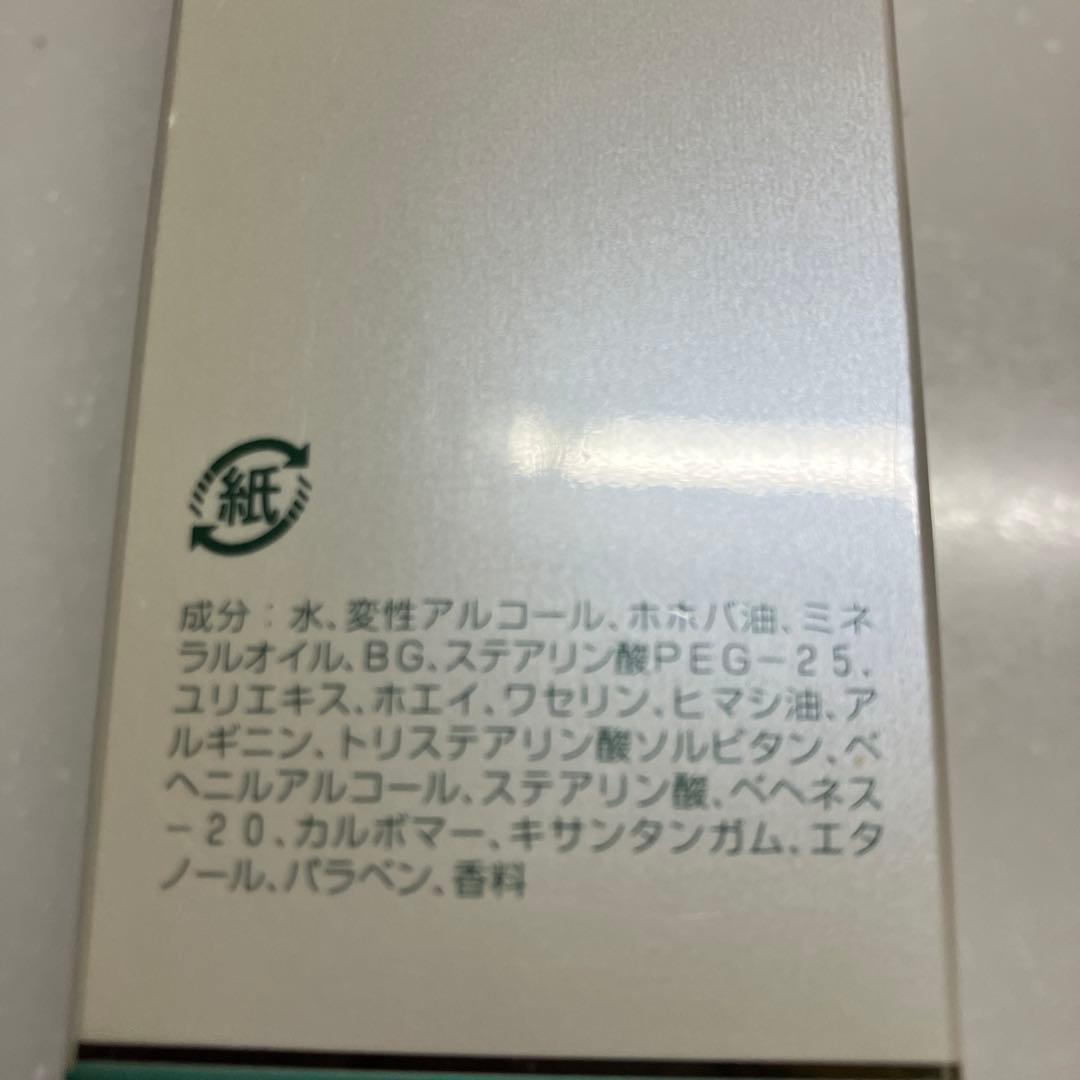 紙
成分：水、変性アルコール、ホホバ油、ミネ
ラルオイル、BG、ステアリン酸PEG-25、
ユリエキス、ホエイ、ワセリン、ヒマシ油、ア
ルギニン、トリステアリン酸ソルビタン、ベ
ヘニルアルコール、ステアリン酸、ベヘネス
-20、カルボマー、キサンタンガム、エタ
ノール、パラベン、香料